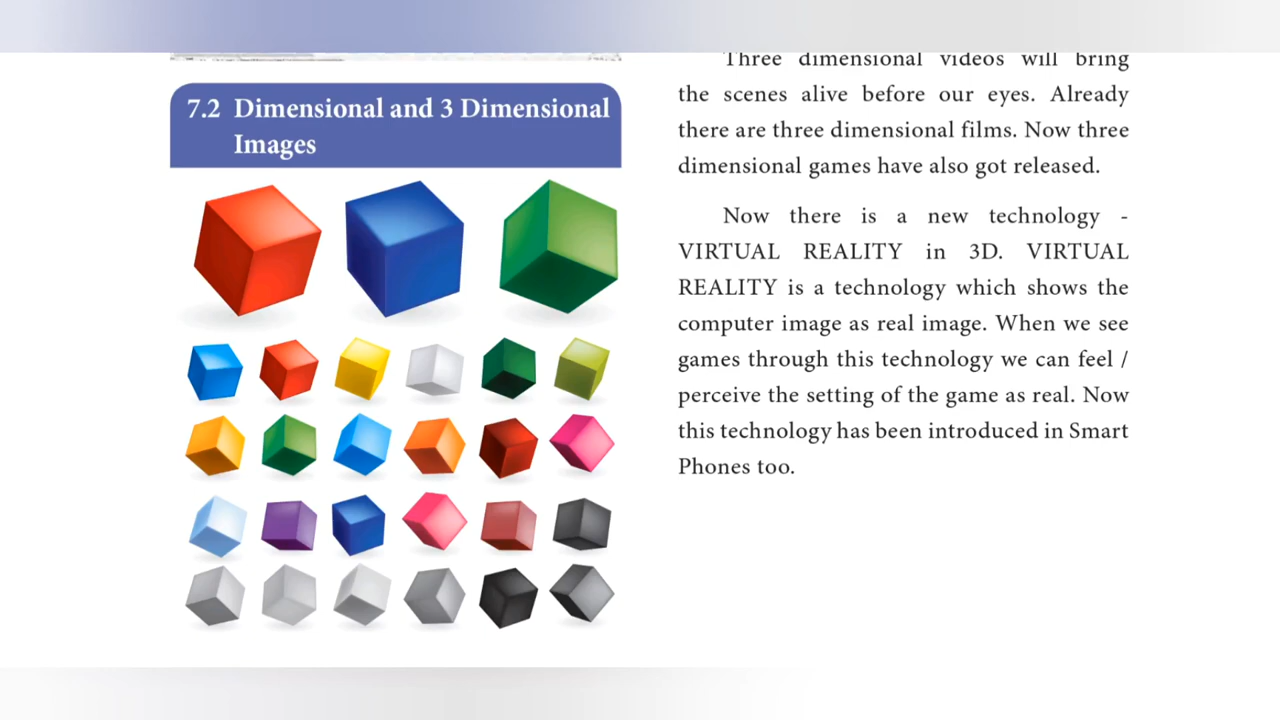 7.2 Dimensional and 3 Dimensional
Images
Three dimensional videos will bring
the scenes alive before our eyes. Already
there are three dimensional films. Now three
dimensional games have also got released.
Now there is a new technology -
VIRTUAL REALITY in 3D. VIRTUAL
REALITY is a technology which shows the
computer image as real image. When we see
games through this technology we can feel /
perceive the setting of the game as real. Now
this technology has been introduced in Smart
Phones too.